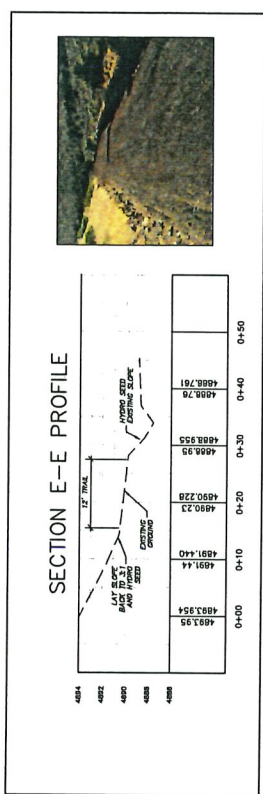 SECTION E-E PROFILE
12' TRAIL
LAY SLOPE
BACK TO 3:1
AND HYDRO
SEED
EXISTING
GROUND
HYDRO SEED
EXISTING SLOPE
4894
4892
4890
4888
4886
4893.95
4893.954
4891.44
4891.440
4890.23
4890.228
4888.95
4888.955
4888.76
4888.761
0+00
0+10
0+20
0+30
0+40
0+50